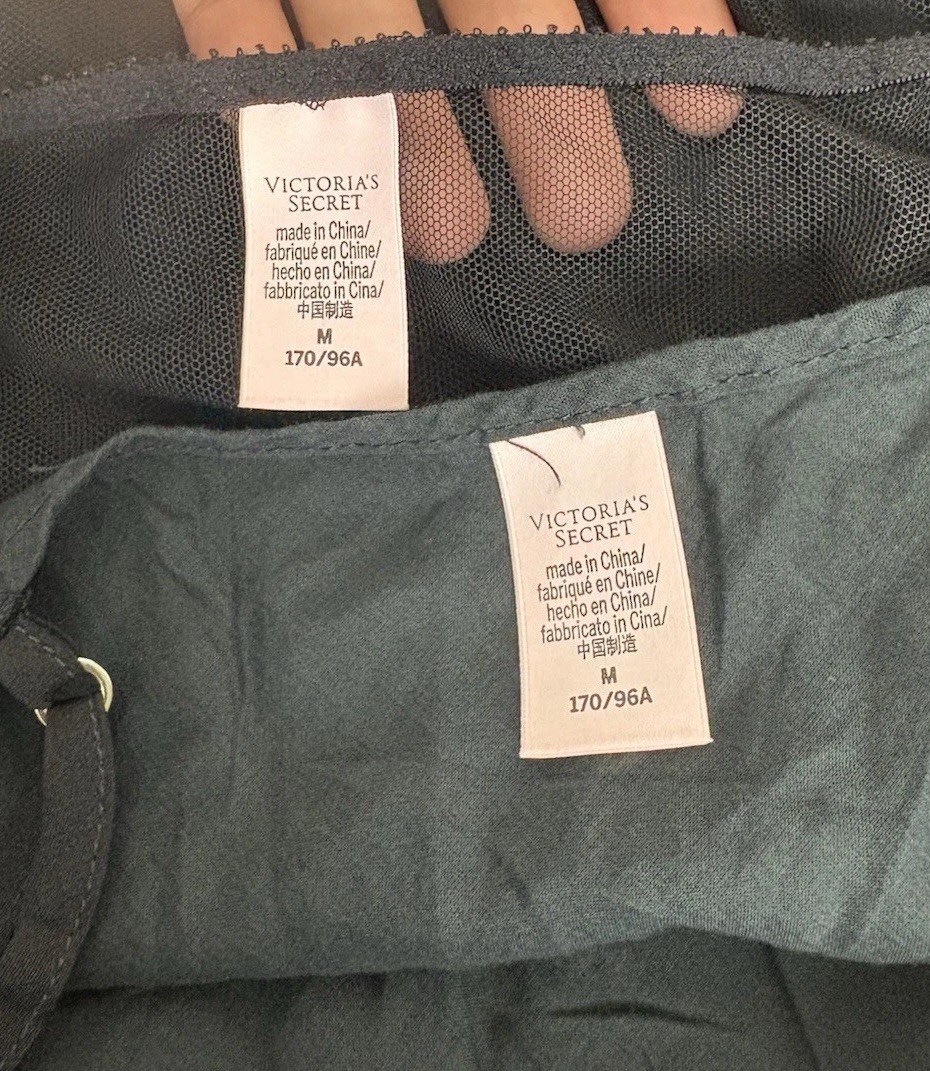 VICTORIA'S
SECRET
made in China/
fabriqué en Chine/
hecho en China/
fabbricato in Cina/
中国制造
M
170/96A
VICTORIA'S
SECRET
made in China/
fabriqué en Chine/
hecho en China/
fabbricato in Cina/
中国制造
M
170/96A